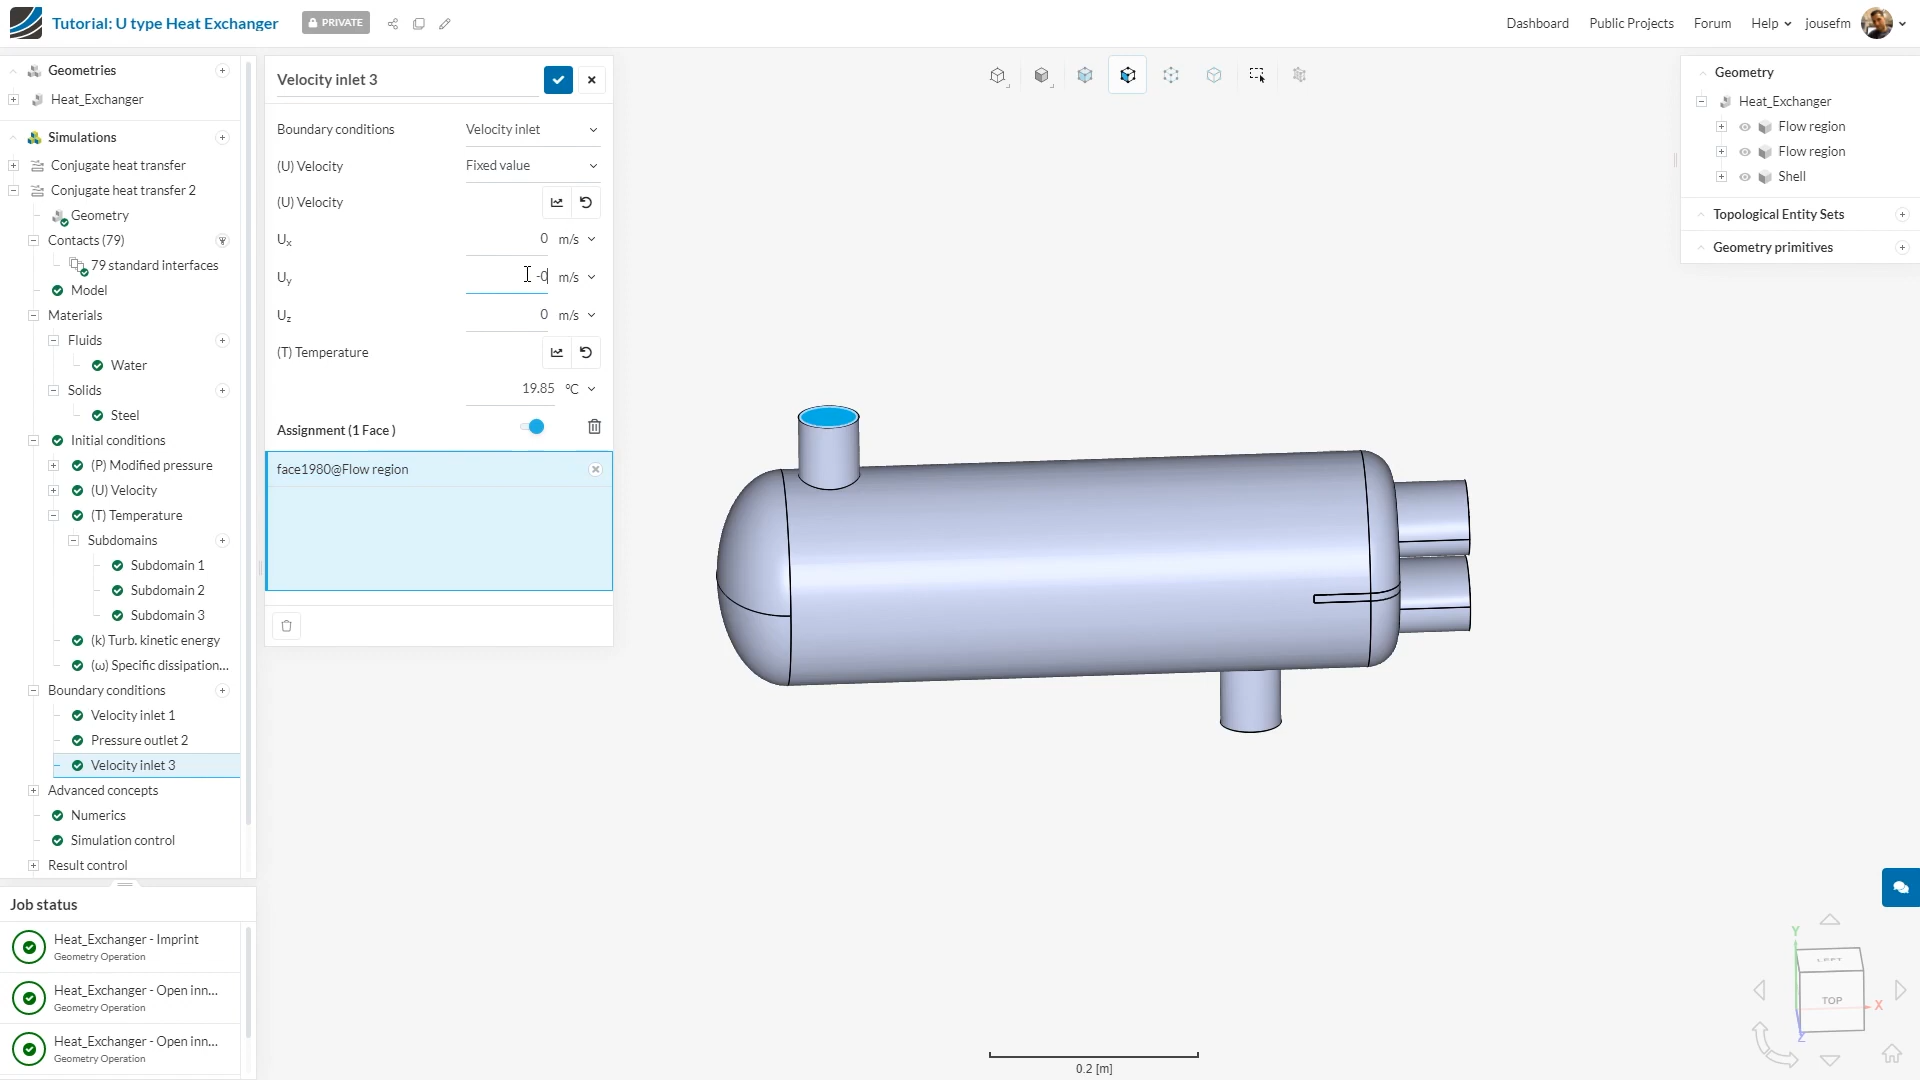 Tutorial: U type Heat Exchanger
PRIVATE
Dashboard
Public Projects
Forum
Help
jousefm
Geometries
Heat_Exchanger
Simulations
Conjugate heat transfer
Conjugate heat transfer 2
Geometry
Contacts (79)
79 standard interfaces
Model
Materials
Fluids
Water
Solids
Steel
Initial conditions
(P) Modified pressure
(U) Velocity
(T) Temperature
Subdomains
Subdomain 1
Subdomain 2
Subdomain 3
(k) Turb. kinetic energy
(ω) Specific dissipation...
Boundary conditions
Velocity inlet 1
Pressure outlet 2
Velocity inlet 3
Advanced concepts
Numerics
Simulation control
Result control
Job status
Heat_Exchanger - Imprint
Geometry Operation
Heat_Exchanger - Open inn...
Geometry Operation
Heat_Exchanger - Open inn...
Geometry Operation
Velocity inlet 3
Boundary conditions Velocity inlet
(U) Velocity Fixed value
(U) Velocity
Ux 0 m/s
Uy -0 m/s
Uz 0 m/s
(T) Temperature
19.85 °C
Assignment (1 Face )
face1980@Flow region
0.2 [m]
Geometry
Heat_Exchanger
Flow region
Flow region
Shell
Topological Entity Sets
Geometry primitives
Y
LEFT
TOP
X
Z